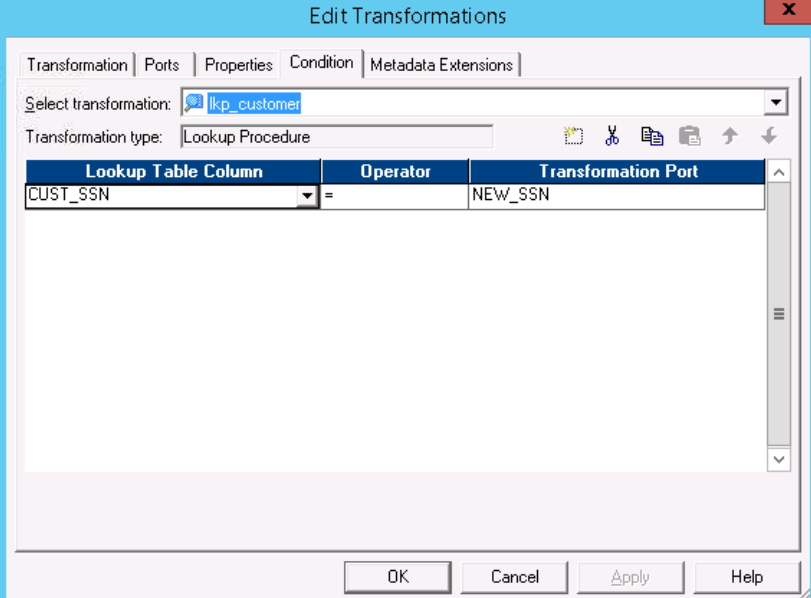 Edit Transformations
x
Transformation Ports Properties Condition Metadata Extensions
Select transformation: lkp_customer
Transformation type: Lookup Procedure
Lookup Table Column Operator Transformation Port
CUST_SSN = NEW_SSN
OK Cancel Apply Help